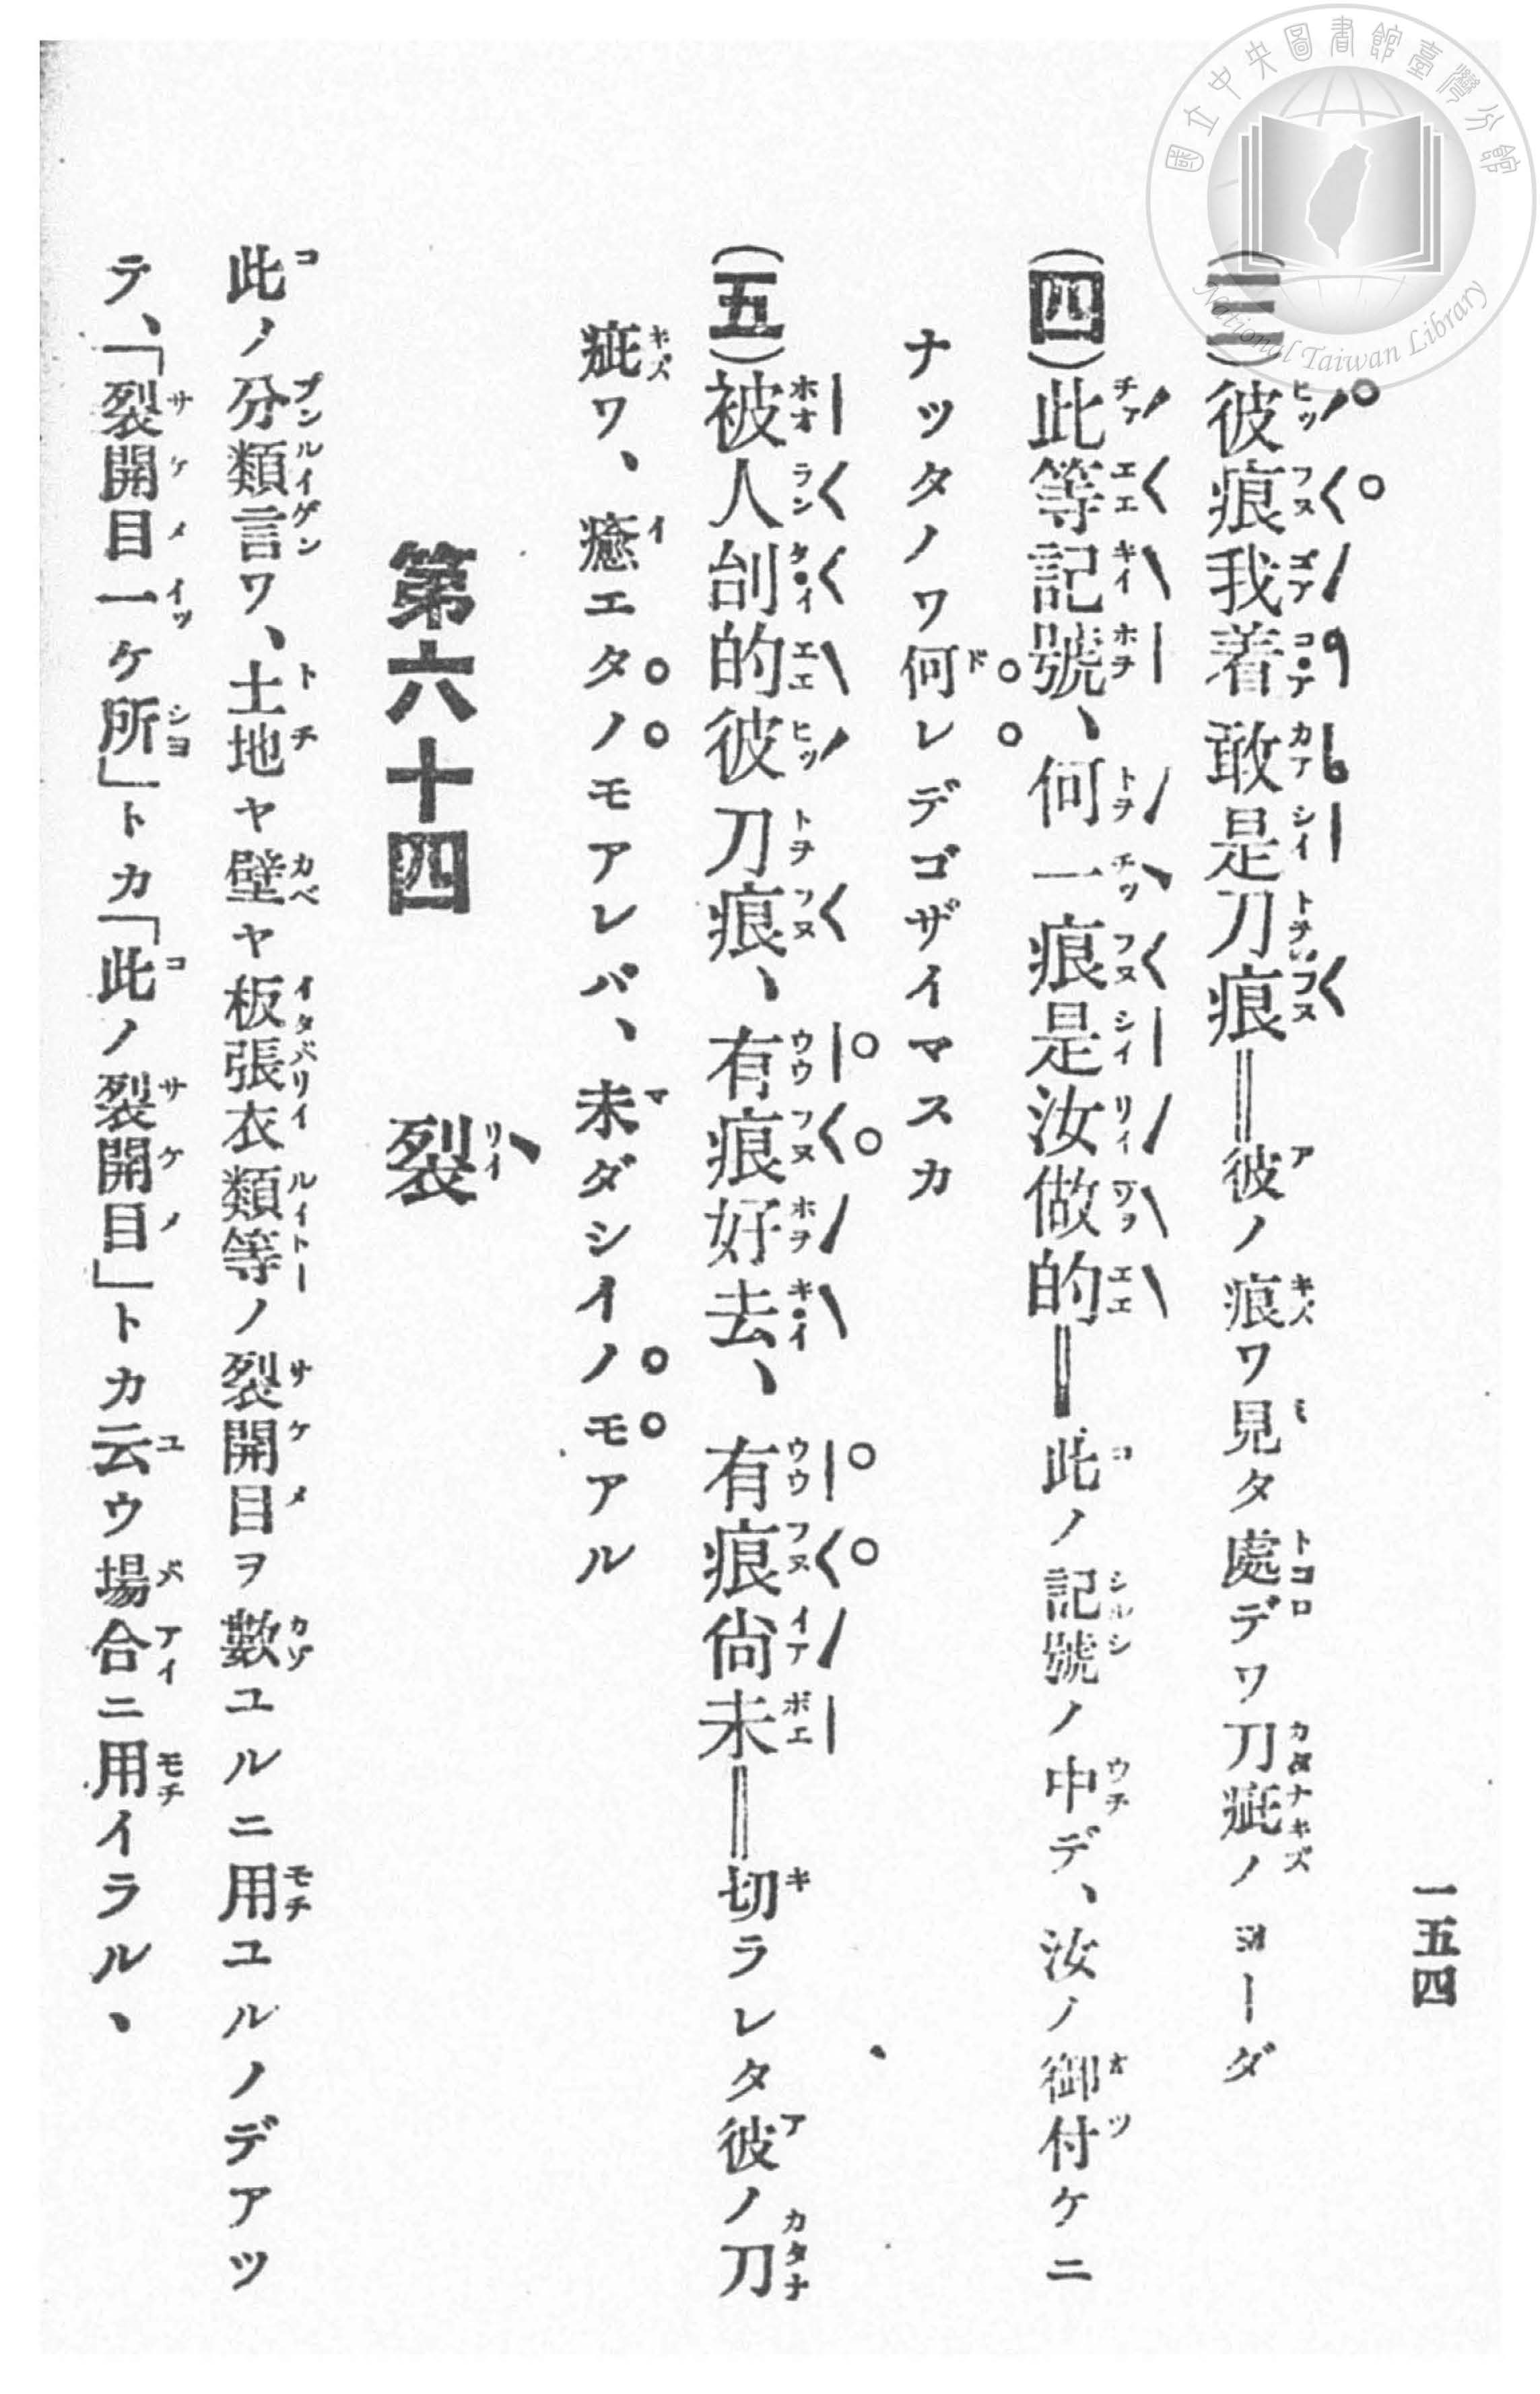 國立中央圖書館臺灣分館
National Taiwan Library
一五四
(三)彼痕我着敢是刀痕‖彼ノ痕ワ見タ處デワ刀疵ノヨーダ
(四)此等記號、何一痕是汝做的‖此ノ記號ノ中デ、汝ノ御付ケニ
ナッタノワ何レデゴザイマスカ
(五)被人刣的彼刀痕、有痕好去、有痕尙未‖切ラレタ彼ノ刀
疵ワ、癒エタノモアレバ、未ダシイノモアル
第六十四 裂
此ノ分類言ワ、土地ヤ壁ヤ板張衣類等ノ裂開目ヲ數ユルニ用ユルノデアツ
テ、「裂開目一ケ所」トカ「此ノ裂開目」トカ云ウ場合ニ用イラル、